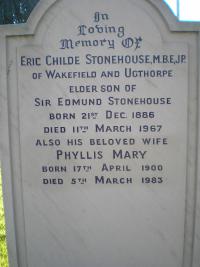 In
Loving
Memory Of
ERIC CHILDE STONEHOUSE, M.B.E, J.P.
OF WAKEFIELD AND UGTHORPE
ELDER SON OF
SIR EDMUND STONEHOUSE
BORN 21ST DEC. 1886
DIED 11TH MARCH 1967
ALSO HIS BELOVED WIFE
PHYLLIS MARY
BORN 17TH APRIL 1900
DIED 5TH MARCH 1983